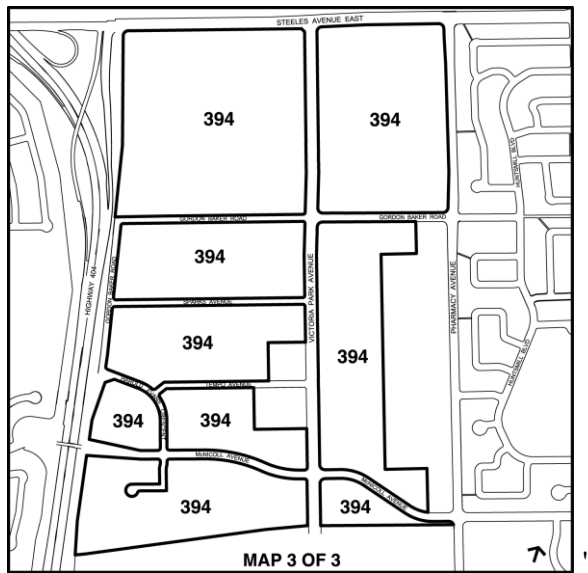 STEELES AVENUE EAST
394
394
HUNTSMILL BLVD
GORDON BAKER ROAD
GORDON BAKER ROAD
394
GORDON BAKER ROAD
HIGHWAY 404
SPARKS AVENUE
VICTORIA PARK AVENUE
PHARMACY AVENUE
394
394
HUNTSMILL BLVD
TEMPO AVENUE
394
394
McNICOLL AVENUE
394
394
McNICOLL AVENUE
MAP 3 OF 3
"